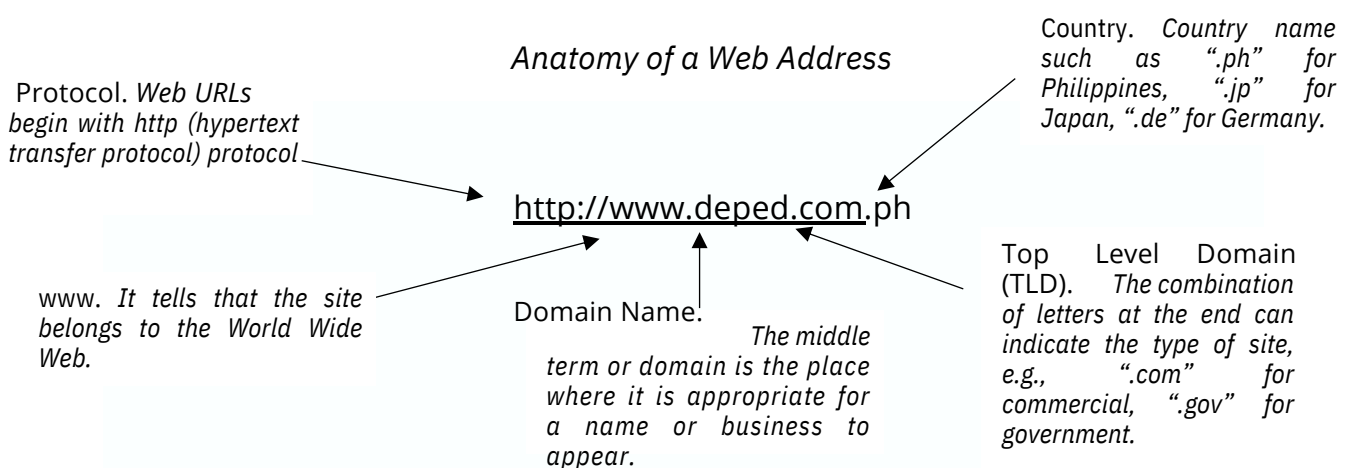 Anatomy of a Web Address
Country. Country name
such as ".ph" for
Philippines, ".jp" for
Japan, ".de" for Germany.
Protocol. Web URLs
begin with http (hypertext
transfer protocol) protocol
http://www.deped.com.ph
www. It tells that the site
belongs to the World Wide
Web.
Domain Name.
The middle
term or domain is the place
where it is appropriate for
a name or business to
appear.
Top Level Domain
(TLD). The combination
of letters at the end can
indicate the type of site,
e.g., ".com" for
commercial, ".gov" for
government.